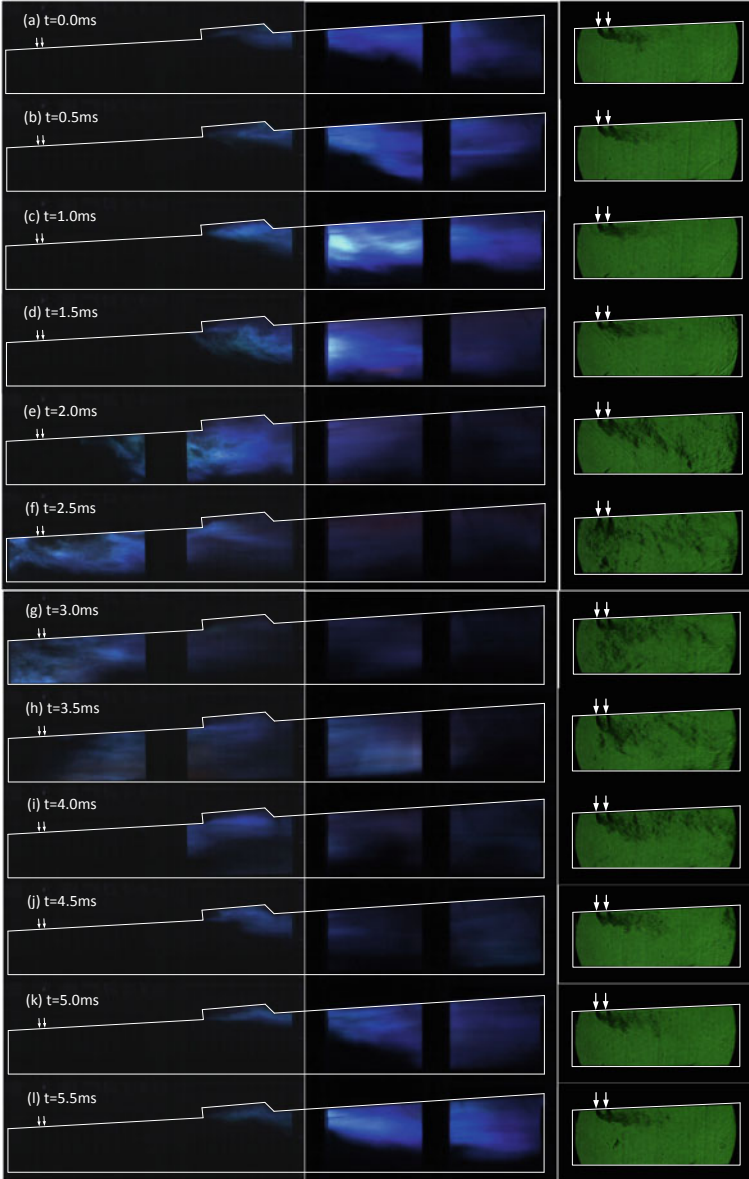 (a) t=0.0ms
(b) t=0.5ms
(c) t=1.0ms
(d) t=1.5ms
(e) t=2.0ms
(f) t=2.5ms
(g) t=3.0ms
(h) t=3.5ms
(i) t=4.0ms
(j) t=4.5ms
(k) t=5.0ms
(l) t=5.5ms